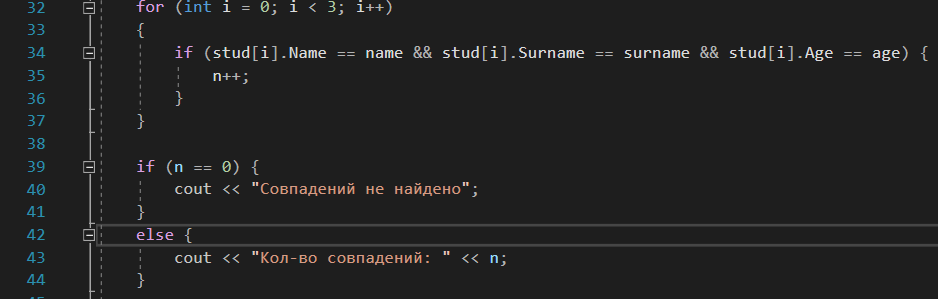 32 for (int i = 0; i < 3; i++)
33 {
34 if (stud[i].Name == name && stud[i].Surname == surname && stud[i].Age == age) {
35 n++;
36 }
37 }
38
39 if (n == 0) {
40 cout << "Совпадений не найдено";
41 }
42 else {
43 cout << "Кол-во совпадений: " << n;
44 }